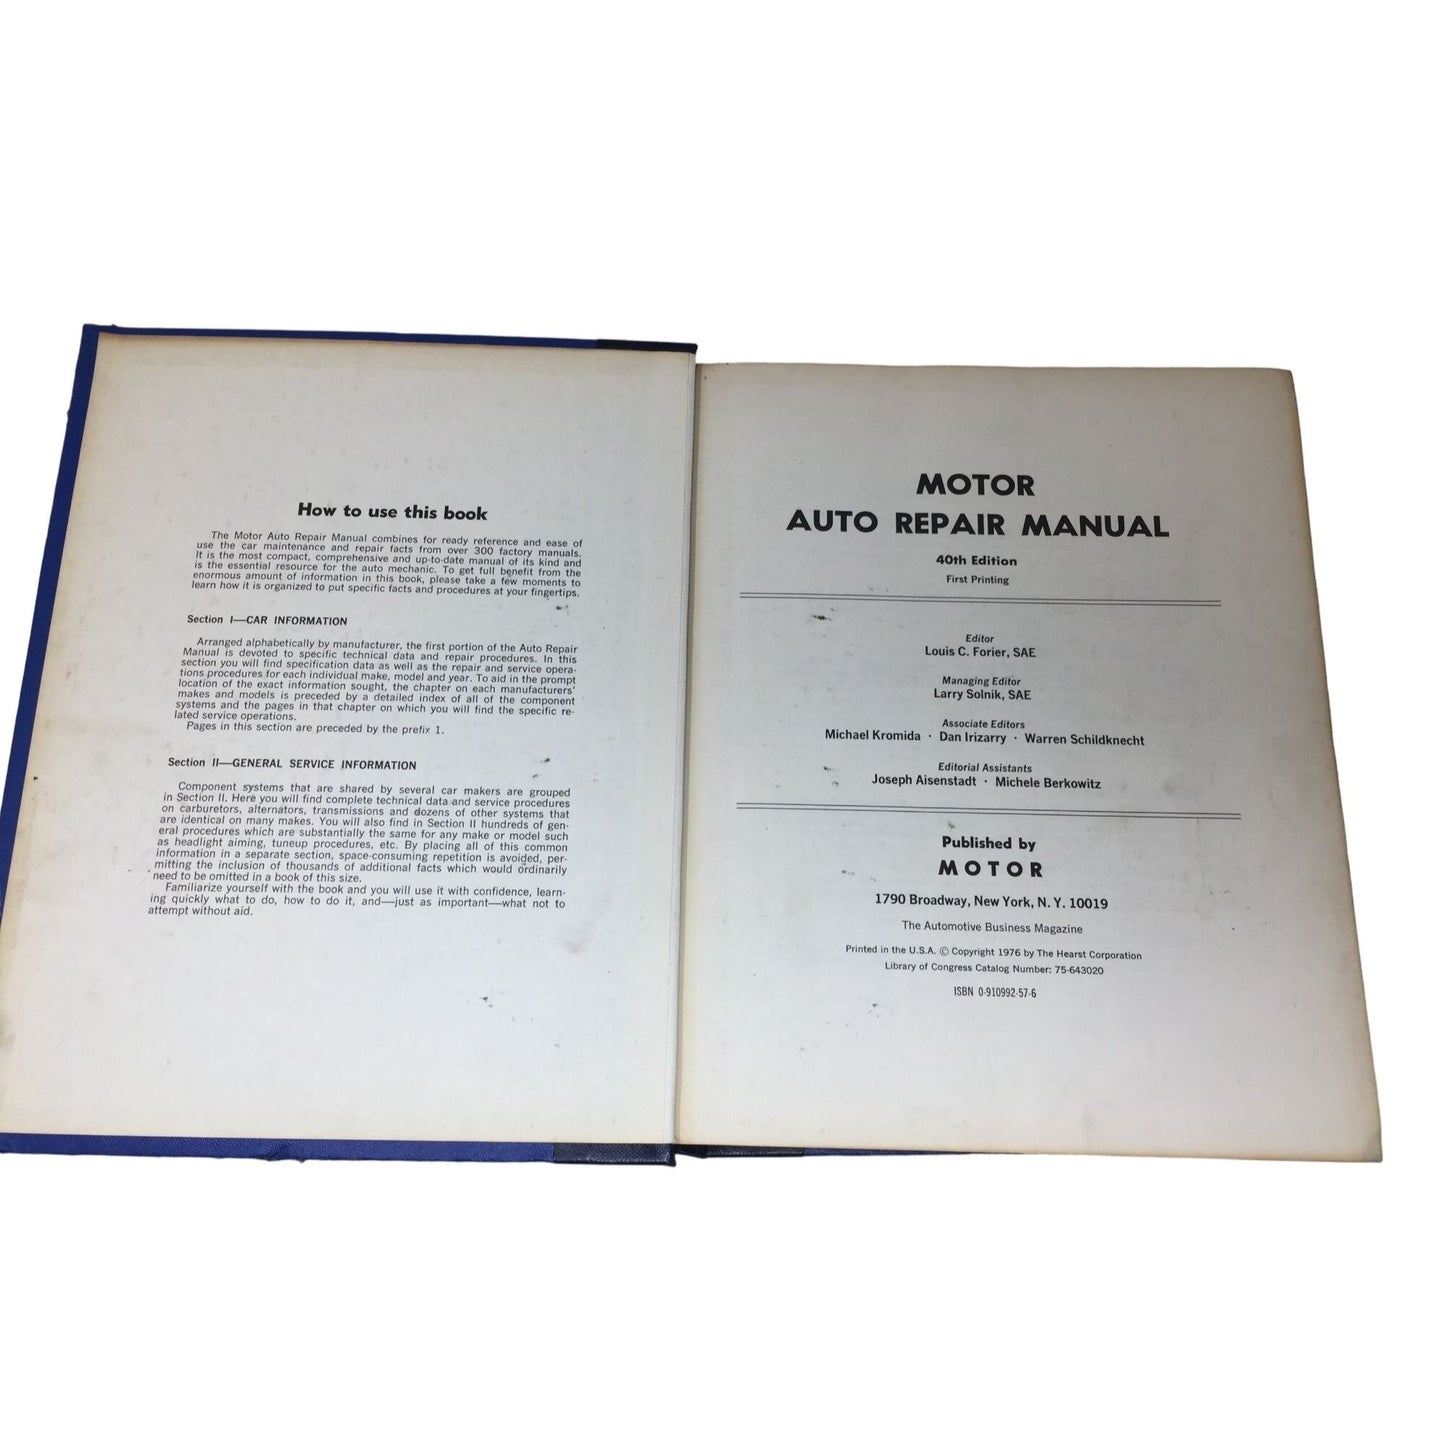 How to use this book
The Motor Auto Repair Manual combines for ready reference and ease of
use the car maintenance and repair facts from over 300 factory manuals.
It is the most compact, comprehensive and up-to-date manual of its kind and
is the essential resource for the auto mechanic. To get full benefit from the
enormous amount of information in this book, please take a few moments to
learn how it is organized to put specific facts and procedures at your fingertips.
Section I—CAR INFORMATION
Arranged alphabetically by manufacturer, the first portion of the Auto Repair
Manual is devoted to specific technical data and repair procedures. In this
section you will find specification data as well as the repair and service opera-
tions procedures for each individual make, model and year. To aid in the prompt
location of the exact information sought, the chapter on each manufacturers'
makes and models is preceded by a detailed index of all of the component
systems and the pages in that chapter on which you will find the specific re-
lated service operations.
Pages in this section are preceded by the prefix 1.
Section II—GENERAL SERVICE INFORMATION
Component systems that are shared by several car makers are grouped
in Section II. Here you will find complete technical data and service procedures
on carburetors, alternators, transmissions and dozens of other systems that
are identical on many makes. You will also find in Section II hundreds of gen-
eral procedures which are substantially the same for any make or model such
as headlight aiming, tuneup procedures, etc. By placing all of this common
information in a separate section, space-consuming repetition is avoided, per-
mitting the inclusion of thousands of additional facts which would ordinarily
need to be omitted in a book of this size.
Familiarize yourself with the book and you will use it with confidence, learn-
ing quickly what to do, how to do it, and—just as important—what not to
attempt without aid.
MOTOR
AUTO REPAIR MANUAL
40th Edition
First Printing
Editor
Louis C. Forier, SAE
Managing Editor
Larry Solnik, SAE
Associate Editors
Michael Kromida · Dan Irizarry · Warren Schildknecht
Editorial Assistants
Joseph Aisenstadt · Michele Berkowitz
Published by
MOTOR
1790 Broadway, New York, N. Y. 10019
The Automotive Business Magazine
Printed in the U.S.A. © Copyright 1976 by The Hearst Corporation
Library of Congress Catalog Number: 75-643020
ISBN 0-910992-57-6